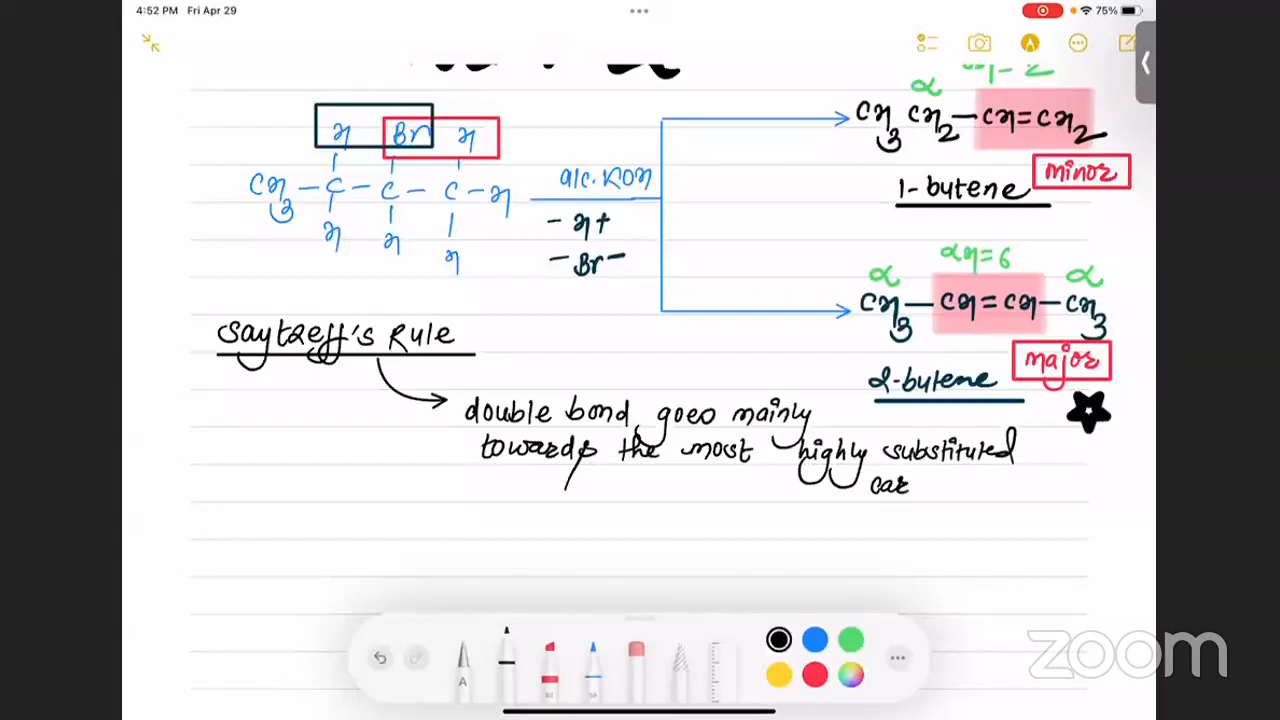 4:52 PM Fri Apr 29
75%
H Br H
CH3 – C – C – C – H
H H H
alc. KOH
– H+
– Br–
α
CH3 CH2 – CH = CH2
minor
1-butene
αH = 6
α α
CH3 – CH = CH – CH3
major
2-butene
Saytzeff's Rule
double bond goes mainly
towards the most highly substituted
car
A
zoom